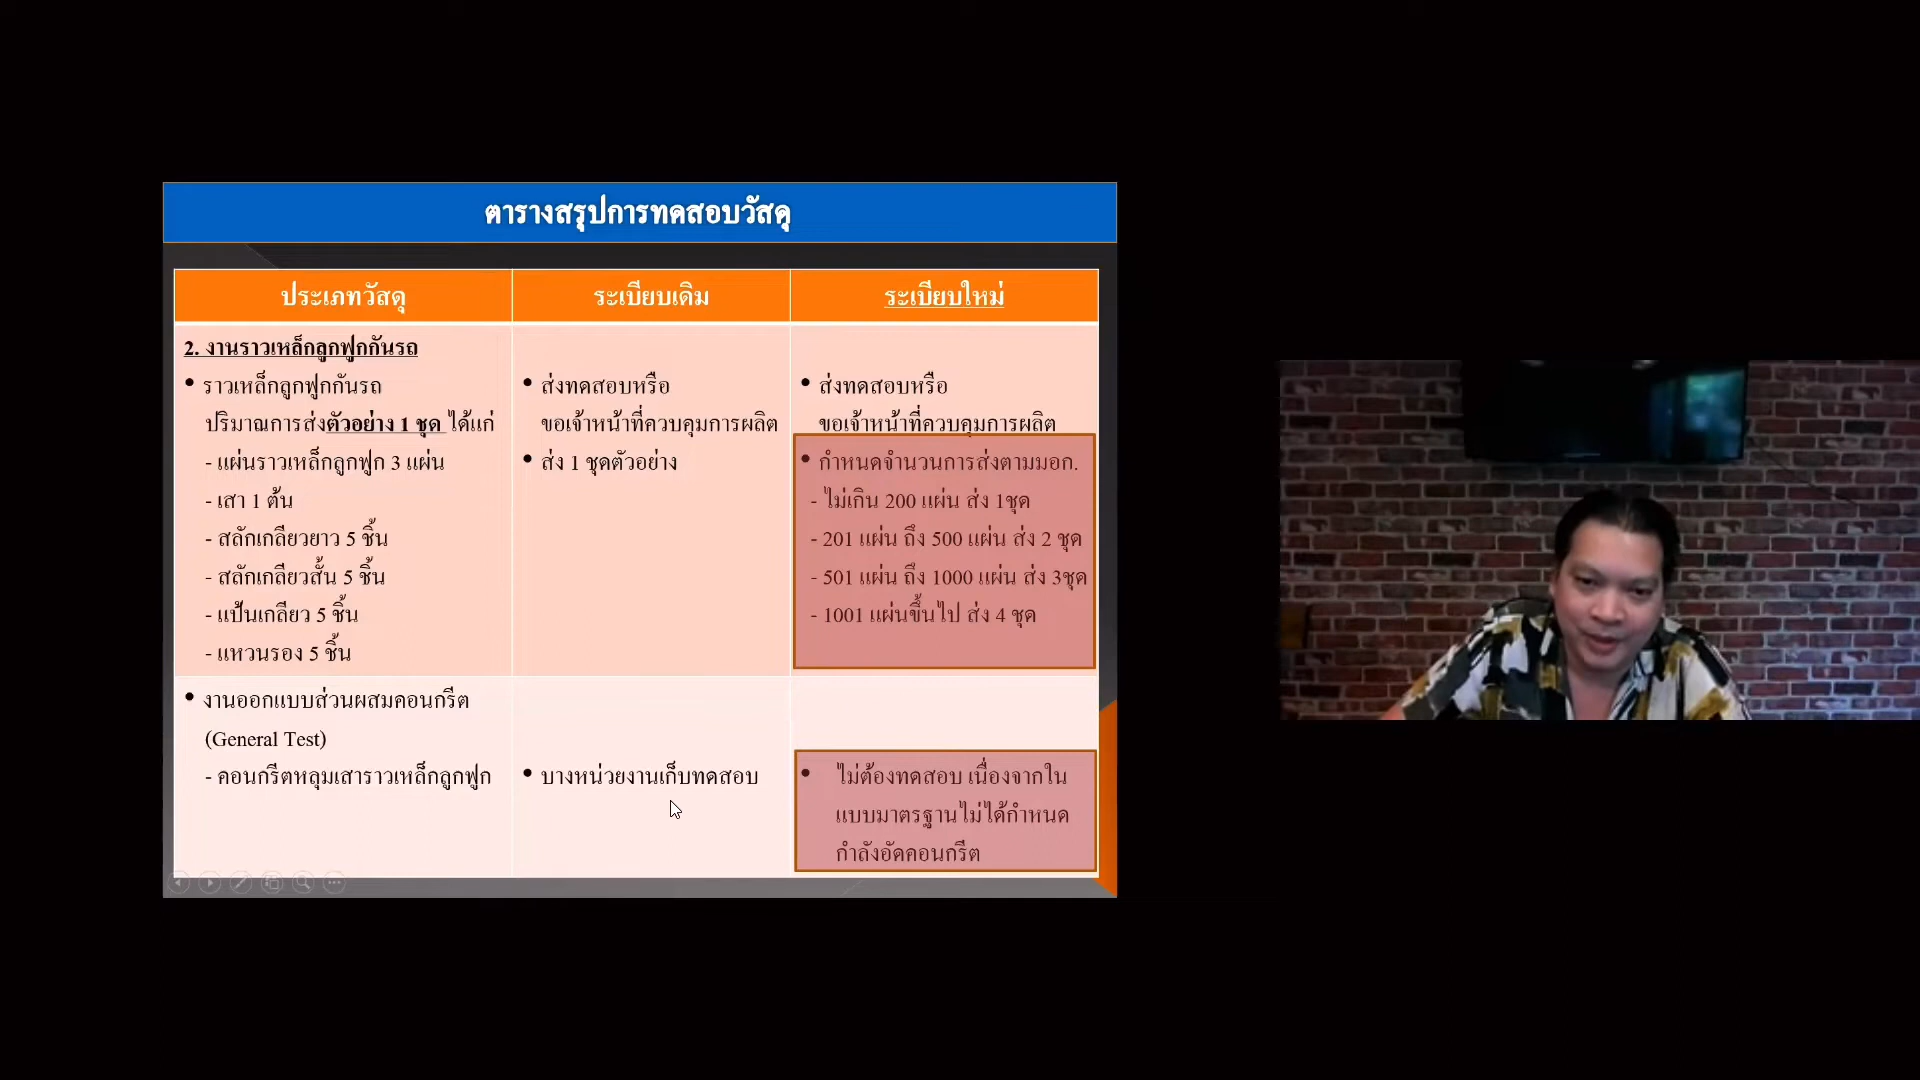 ตารางสรุปการทดสอบวัสดุ
ประเภทวัสดุ
ระเบียบเดิม
ระเบียบใหม่
2. งานราวเหล็กลูกฟูกกันรถ
• ราวเหล็กลูกฟูกกันรถ
ปริมาณการส่งตัวอย่าง 1 ชุด ได้แก่
- แผ่นราวเหล็กลูกฟูก 3 แผ่น
- เสา 1 ต้น
- สลักเกลียวยาว 5 ชิ้น
- สลักเกลียวสั้น 5 ชิ้น
- แป้นเกลียว 5 ชิ้น
- แหวนรอง 5 ชิ้น
• ส่งทดสอบหรือ
ขอเจ้าหน้าที่ควบคุมการผลิต
• ส่ง 1 ชุดตัวอย่าง
• ส่งทดสอบหรือ
ขอเจ้าหน้าที่ควบคุมการผลิต
• กำหนดจำนวนการส่งตามมอก.
- ไม่เกิน 200 แผ่น ส่ง 1ชุด
- 201 แผ่น ถึง 500 แผ่น ส่ง 2 ชุด
- 501 แผ่น ถึง 1000 แผ่น ส่ง 3ชุด
- 1001 แผ่นขึ้นไป ส่ง 4 ชุด
• งานออกแบบส่วนผสมคอนกรีต
(General Test)
- คอนกรีตหลุมเสาราวเหล็กลูกฟูก
• บางหน่วยงานเก็บทดสอบ
• ไม่ต้องทดสอบ เนื่องจากใน
แบบมาตรฐานไม่ได้กำหนด
กำลังอัดคอนกรีต